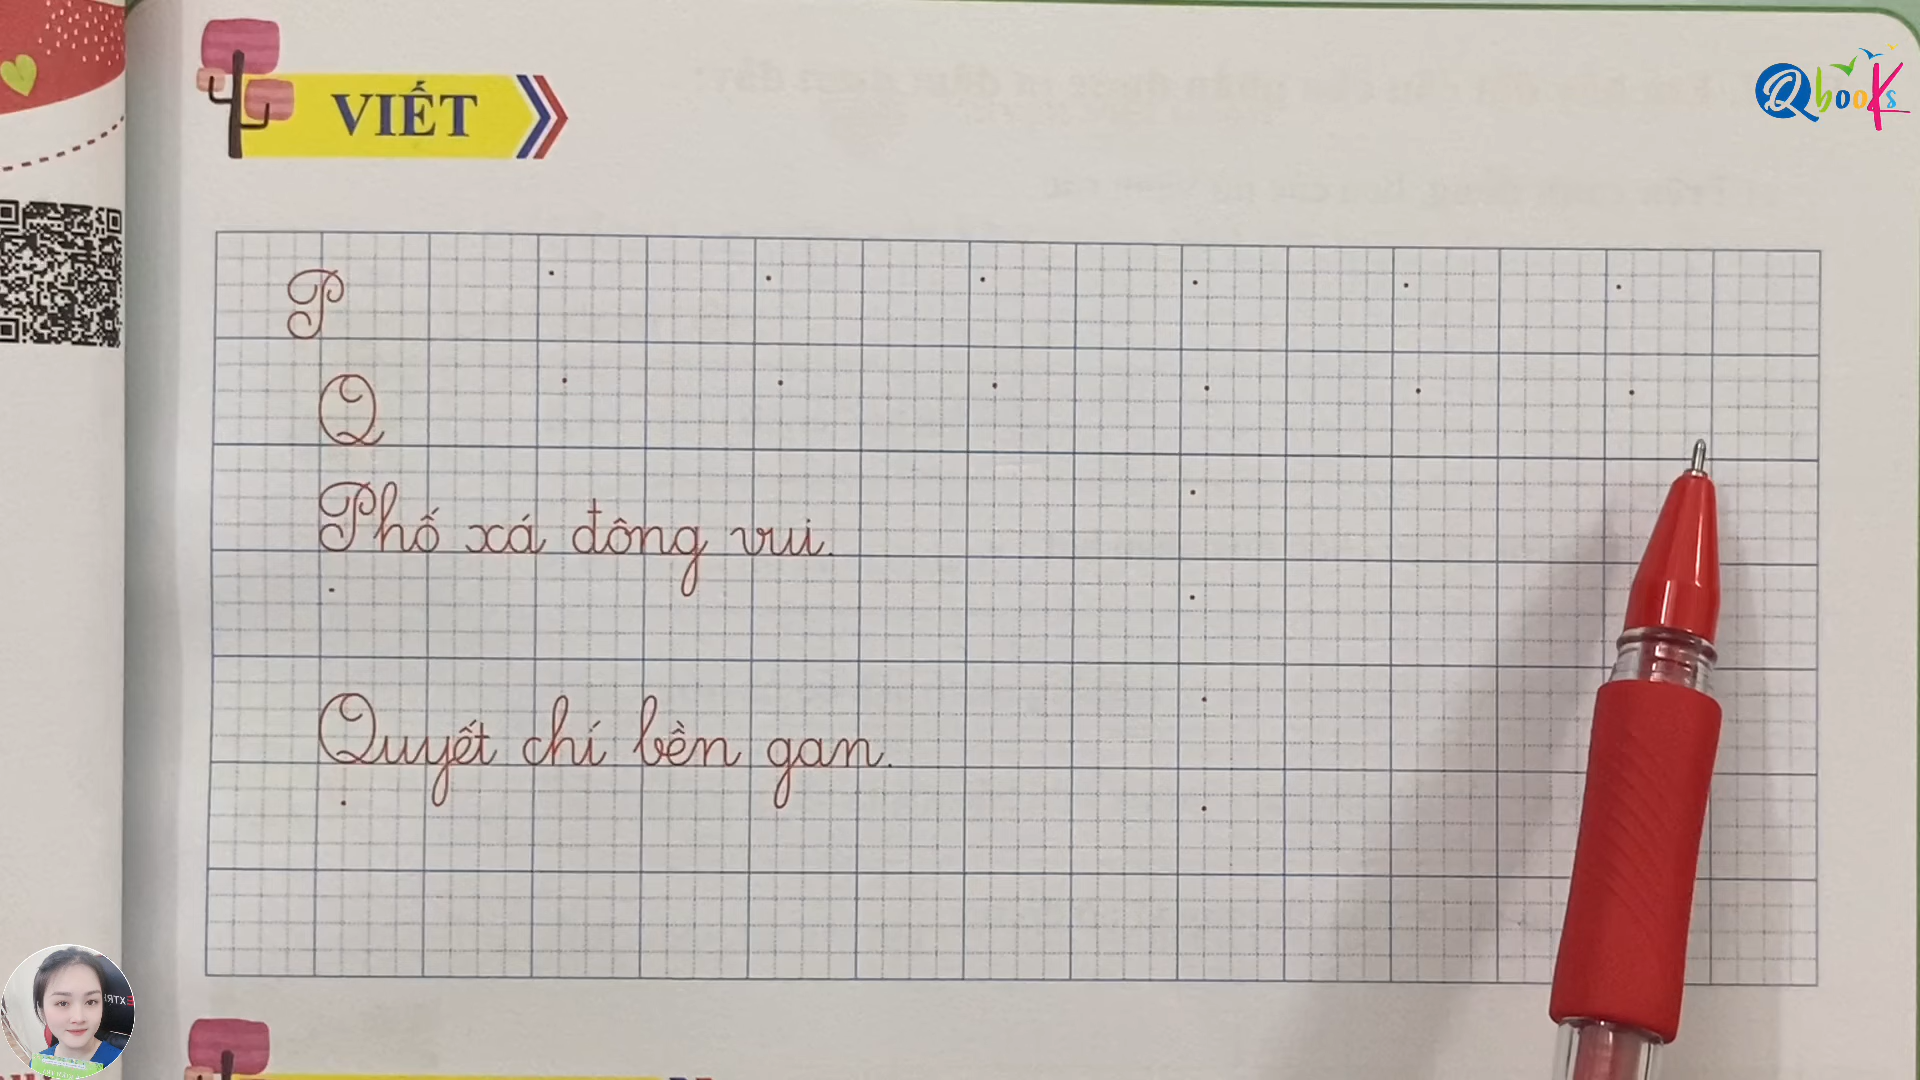 VIẾT
Qbooks
P
Q
Phố xá đông vui.
Quyết chí bền gan.